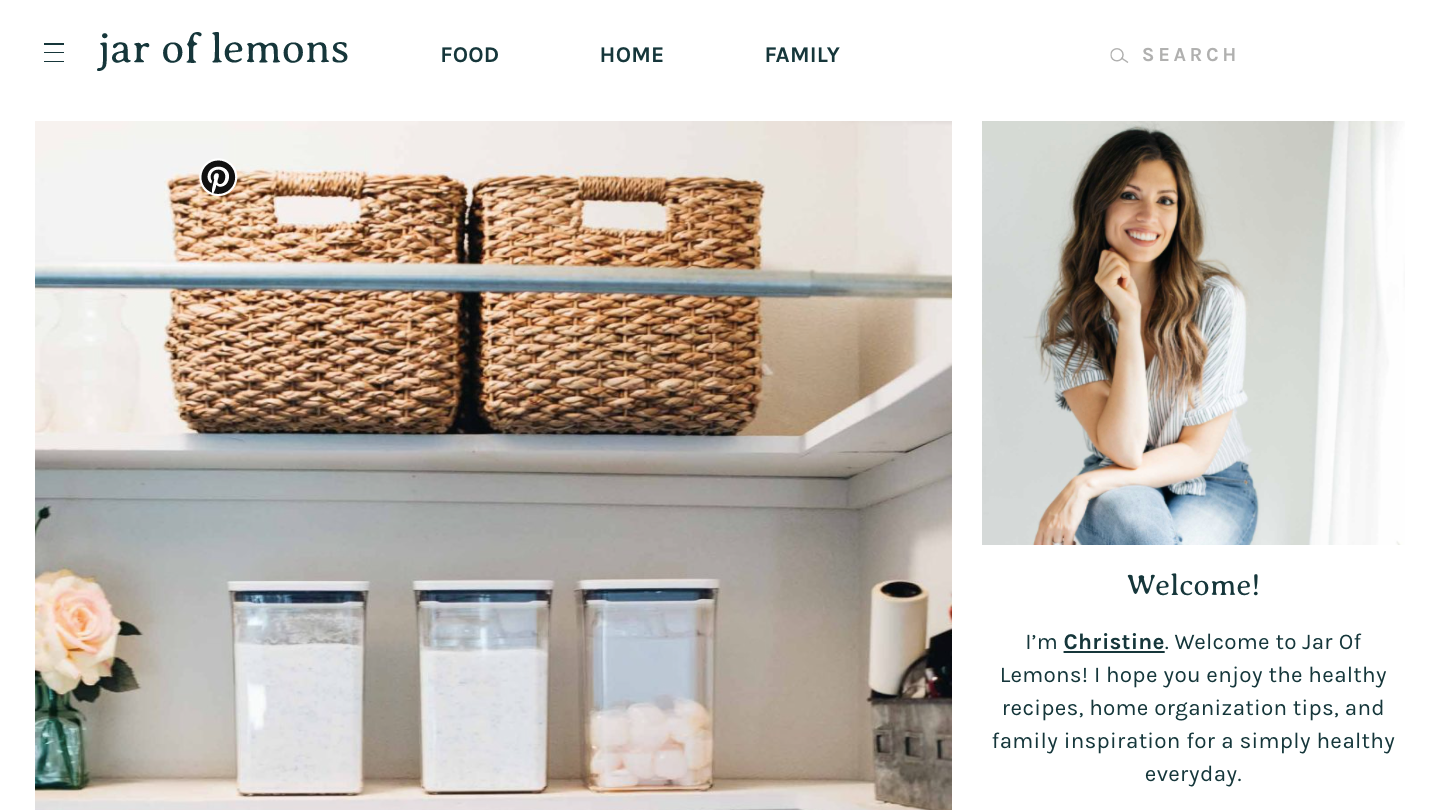 jar of lemons
FOOD
HOME
FAMILY
SEARCH
Welcome!
I’m Christine. Welcome to Jar Of
Lemons! I hope you enjoy the healthy
recipes, home organization tips, and
family inspiration for a simply healthy
everyday.